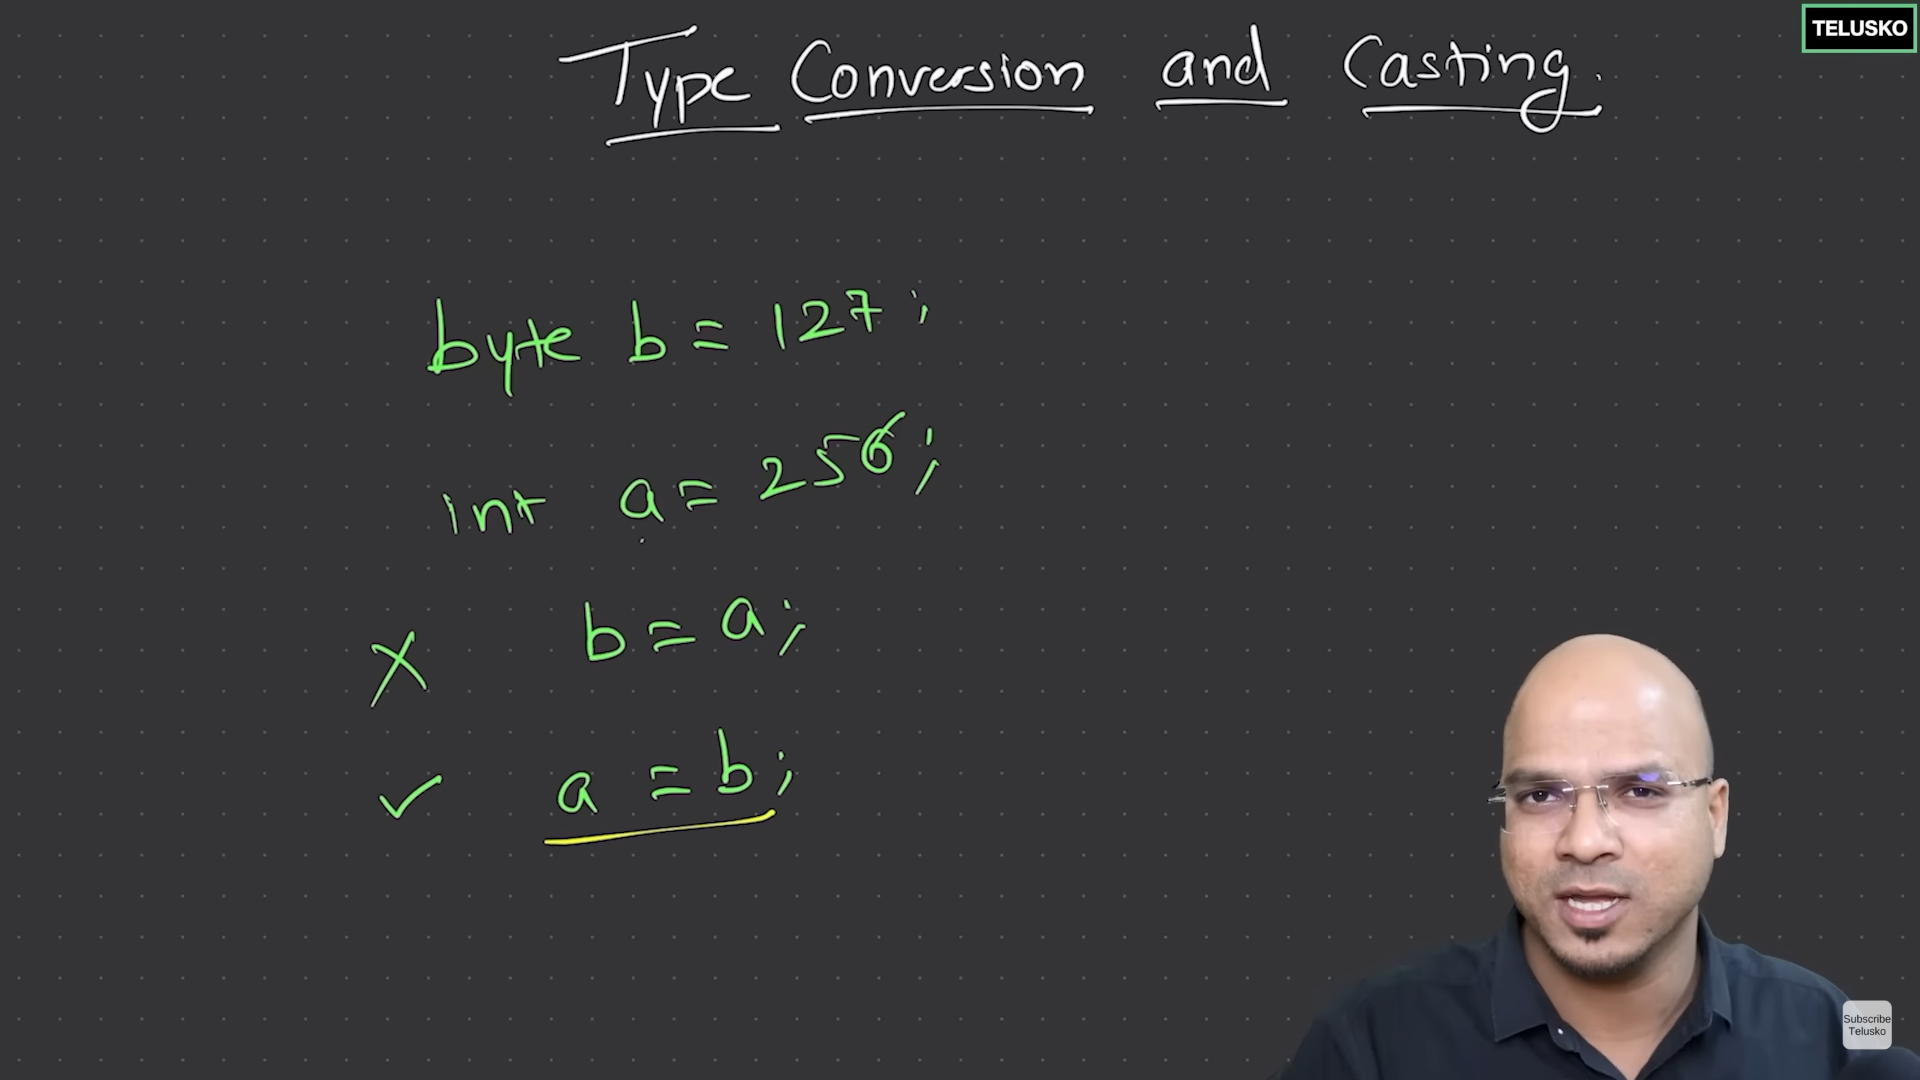 TELUSKO
Type Conversion and Casting.
byte b = 127;
int a = 256;
X b = a;
✓ a = b;
Subscribe
Telusko